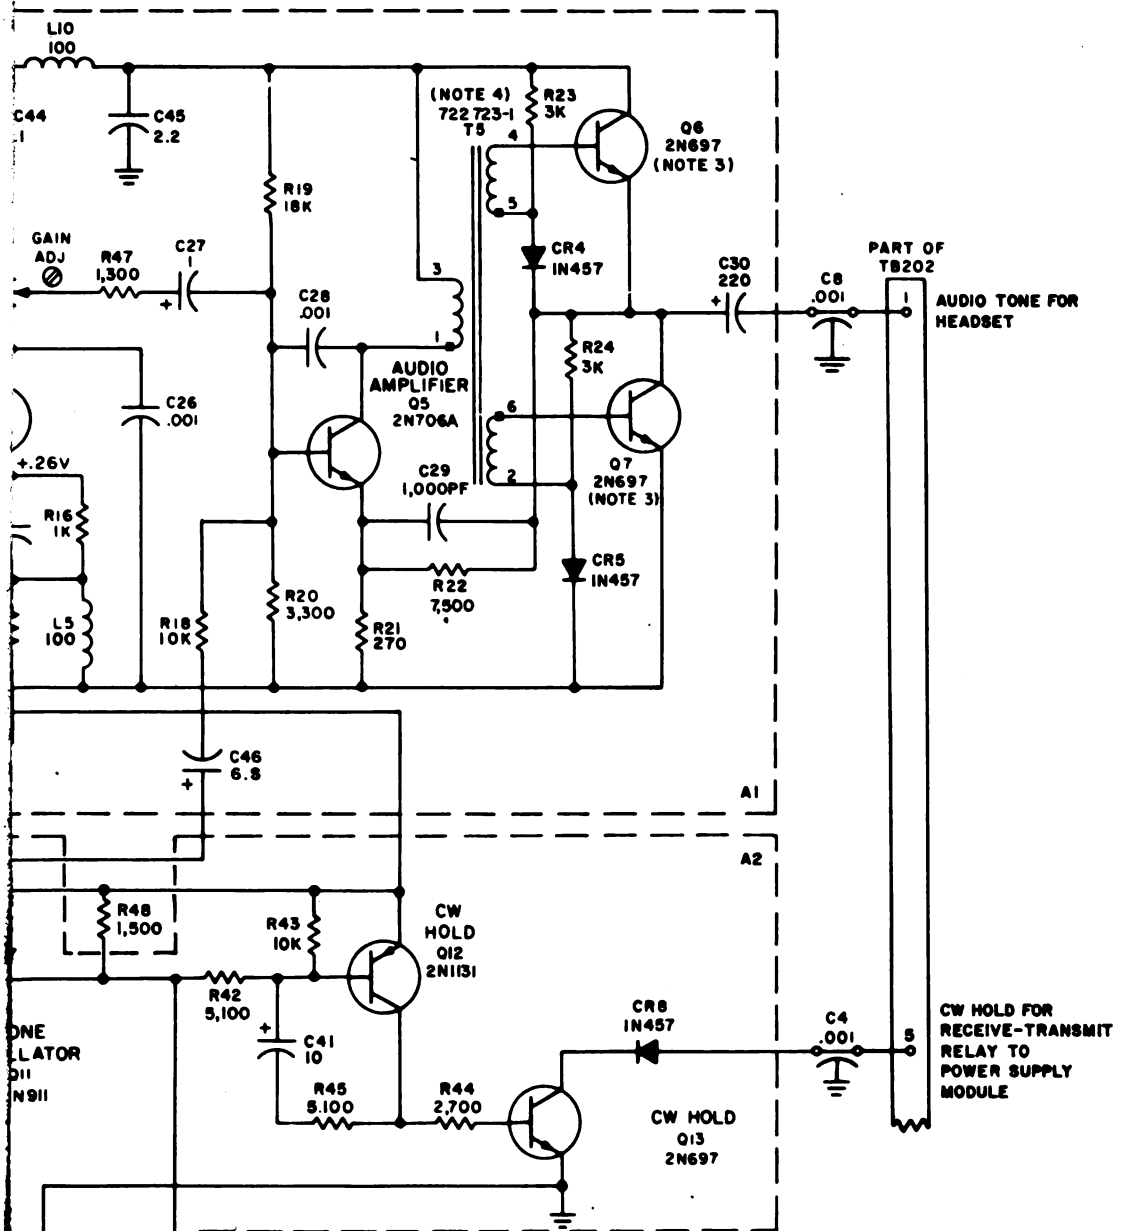 L10
100
C44
.1
C45
2.2
(NOTE 4)
722 723-1
T5
4
5
R23
3K
Q6
2N697
(NOTE 3)
R19
18K
GAIN
ADJ
R47
1,300
C27
1
+
C28
.001
3
1
CR4
1N457
C30
220
+
C8
.001
PART OF
TB202
1
AUDIO TONE FOR
HEADSET
R24
3K
AUDIO
AMPLIFIER
Q5
2N706A
6
2
Q7
2N697
(NOTE 3)
C26
.001
+.26V
R16
1K
C29
1,000PF
CR5
1N457
R22
7,500
L5
100
R18
10K
R20
3,300
R21
270
C46
6.8
+
A1
A2
R48
1,500
R43
10K
CW
HOLD
Q12
2N1131
R42
5,100
+
C41
10
R45
5.100
R44
2,700
CR8
1N457
C4
.001
5
CW HOLD FOR
RECEIVE-TRANSMIT
RELAY TO
POWER SUPPLY
MODULE
ONE
LLATOR
Q11
N911
CW HOLD
Q13
2N697